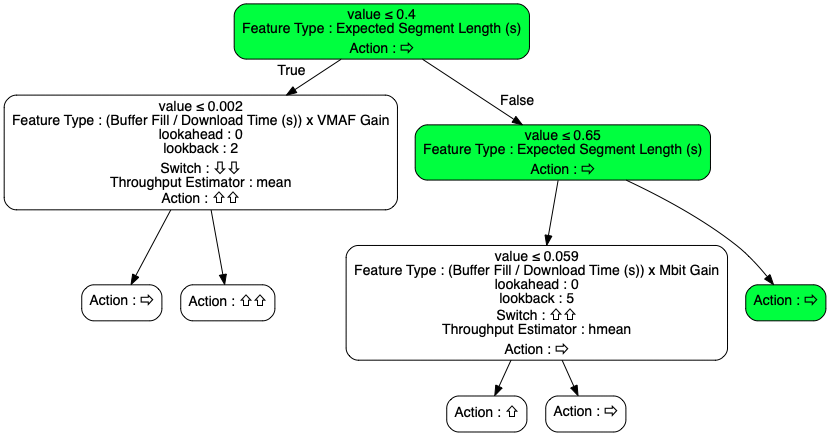 value ≤ 0.4
Feature Type : Expected Segment Length (s)
Action : ⇨
True
False
value ≤ 0.002
Feature Type : (Buffer Fill / Download Time (s)) x VMAF Gain
lookahead : 0
lookback : 2
Switch : ⇩⇩
Throughput Estimator : mean
Action : ⇧⇧
value ≤ 0.65
Feature Type : Expected Segment Length (s)
Action : ⇨
Action : ⇨
Action : ⇧⇧
value ≤ 0.059
Feature Type : (Buffer Fill / Download Time (s)) x Mbit Gain
lookahead : 0
lookback : 5
Switch : ⇧⇧
Throughput Estimator : hmean
Action : ⇨
Action : ⇨
Action : ⇧
Action : ⇨